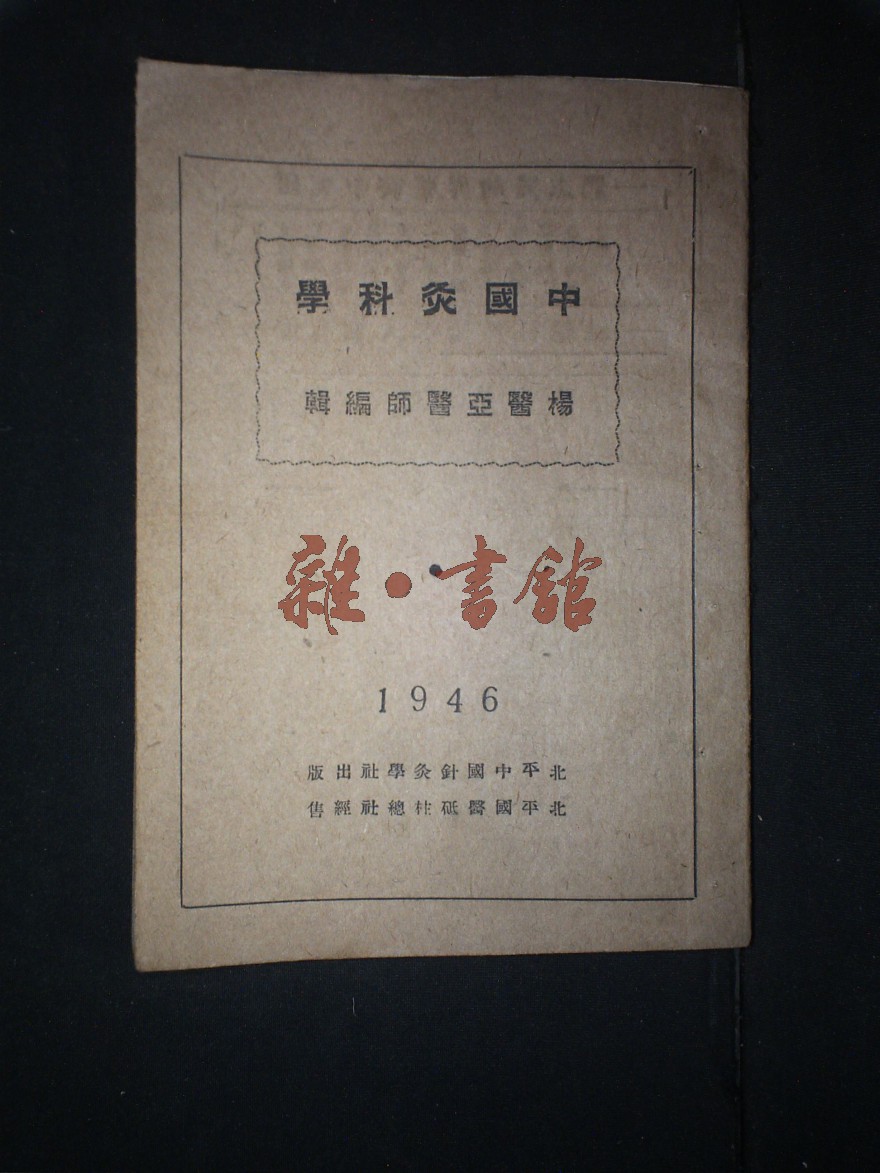 中國灸科學
楊醫亞醫師編輯
雜·書館
1946
北平中國針灸學社出版
北平國醫砥柱總社經售